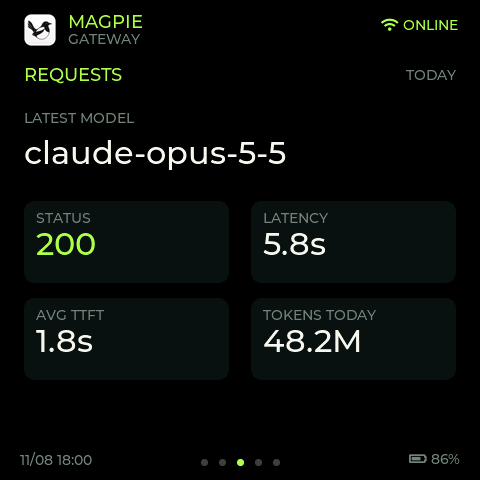 MAGPIE
GATEWAY
ONLINE
REQUESTS
TODAY
LATEST MODEL
claude-opus-5-5
STATUS
200
LATENCY
5.8s
AVG TTFT
1.8s
TOKENS TODAY
48.2M
11/08 18:00
86%